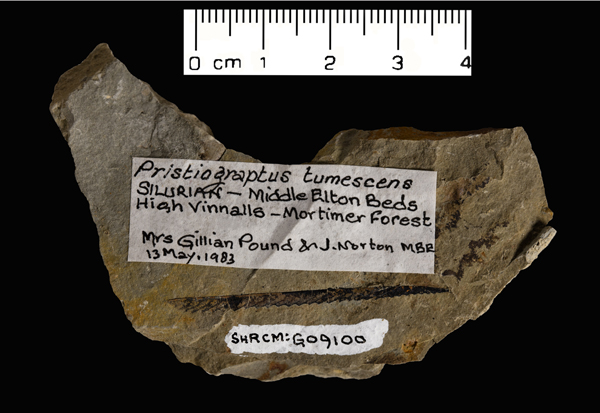 0 cm 1 2 3 4
Pristiograptus tumescens
SILURIAN - Middle Elton Beds
High Vinnalls - Mortimer Forest
Mrs Gillian Pound & J. Norton MBE
13 May, 1983
SHRCM: G09100